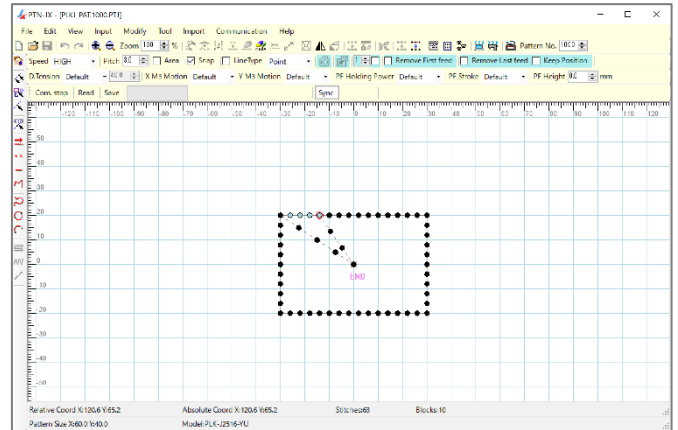 PTN-IX - [PLKJ_PAT.1000.PTJ]
File Edit View Input Modify Tool Import Communication Help
Zoom 100 % Pattern No. 1000
Speed HIGH Pitch 3.0 Area Snap LineType Point 1 Remove First feed Remove Last feed Keep Position
D.Tension Default X M3 Motion Default Y M3 Motion Default PF Holding Power Default PF Stroke Default PF Height 0.0 mm
Com. stop Read Save Sync
-120 -110 -100 -90 -80 -70 -60 -50 -40 -30 -20 -10 0 10 20 30 40 50 60 70 80 90 100 110 120
50
40
30
20
10
0
END
-10
-20
-30
-40
-50
Relative Coord X:120.6 Y:65.2 Absolute Coord X:120.6 Y:65.2 Stitches:63 Blocks:10
Pattern Size X:60.0 Y:40.0 Model:PLK-J2516-YU